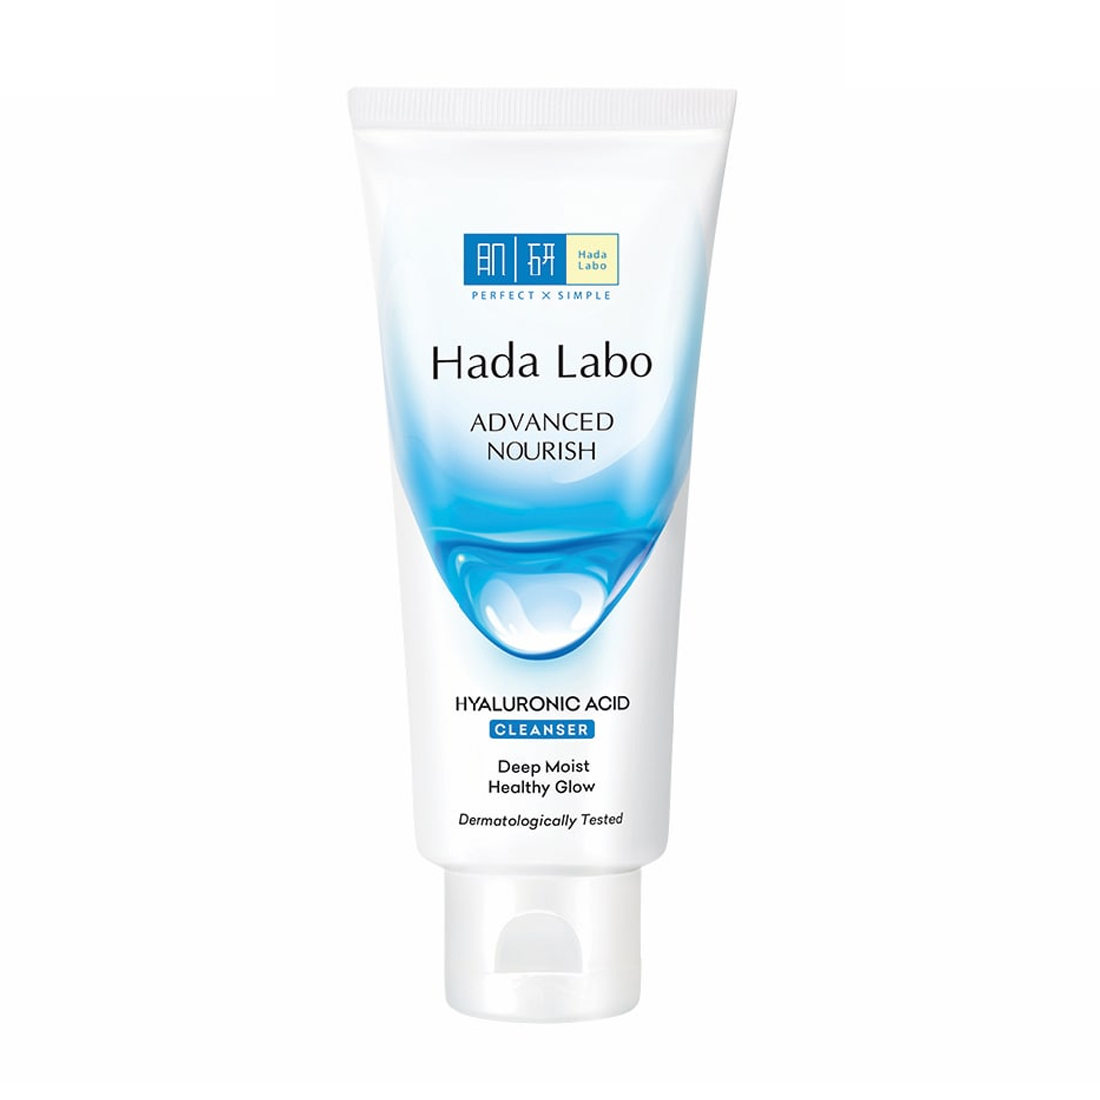 肌研 Hada
Labo
PERFECT X SIMPLE
Hada Labo
ADVANCED
NOURISH
HYALURONIC ACID
CLEANSER
Deep Moist
Healthy Glow
Dermatologically Tested